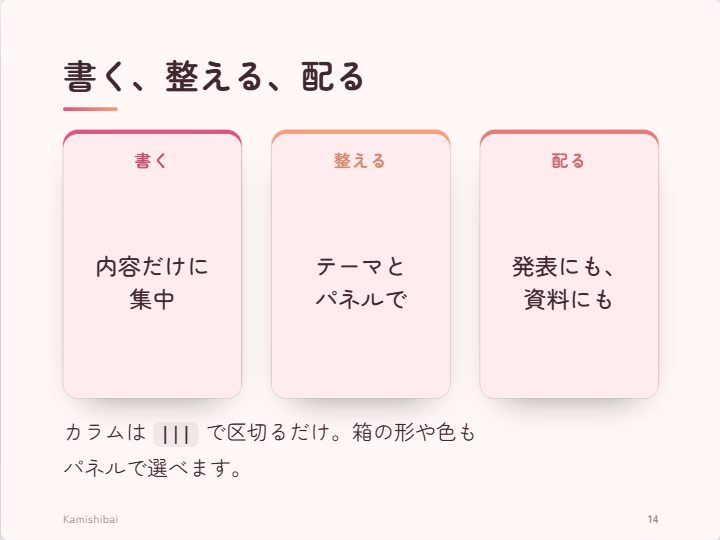 書く、整える、配る
書く
内容だけに
集中
整える
テーマと
パネルで
配る
発表にも、
資料にも
カラムは ||| で区切るだけ。箱の形や色も
パネルで選べます。
Kamishibai
14